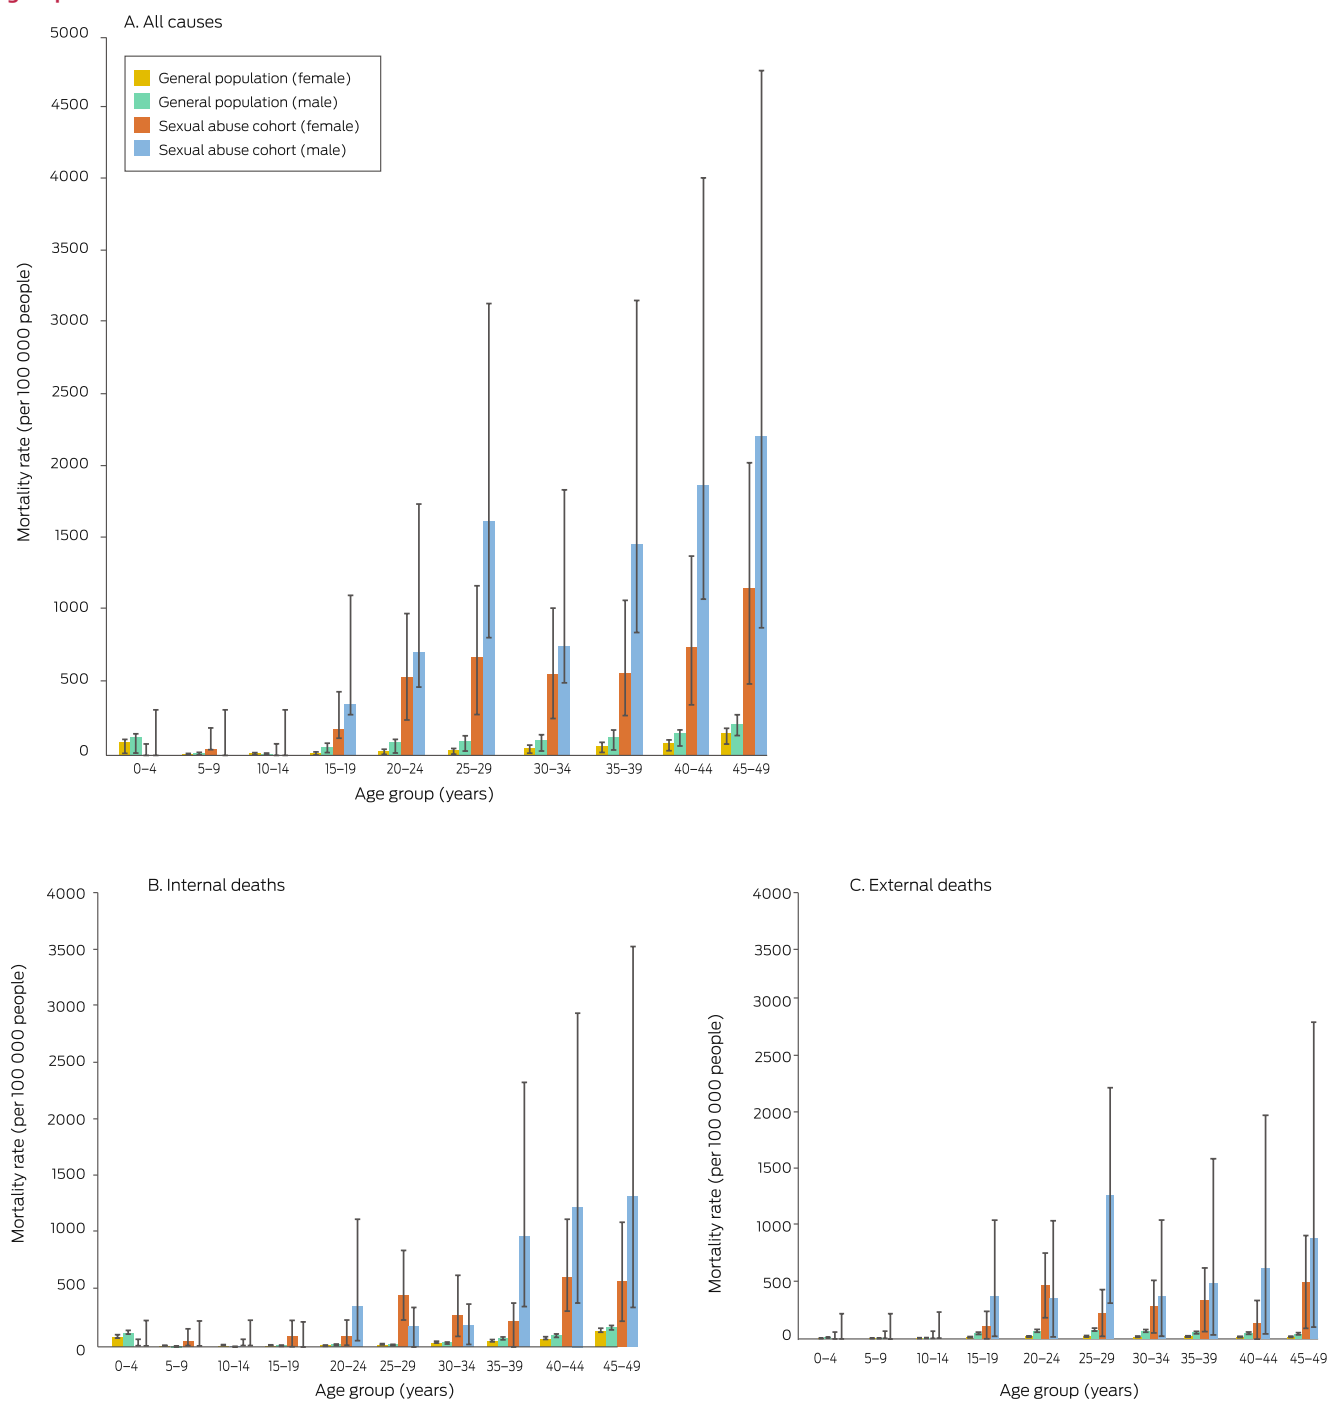 A. All causes
5000
4500
4000
3500
3000
2500
2000
1500
1000
500
0
Mortality rate (per 100 000 people)
General population (female)
General population (male)
Sexual abuse cohort (female)
Sexual abuse cohort (male)
0–4 5–9 10–14 15–19 20–24 25–29 30–34 35–39 40–44 45–49
Age group (years)
B. Internal deaths
4000
3500
3000
2500
2000
1500
1000
500
0
Mortality rate (per 100 000 people)
0–4 5–9 10–14 15–19 20–24 25–29 30–34 35–39 40–44 45–49
Age group (years)
C. External deaths
4000
3500
3000
2500
2000
1500
1000
500
0
Mortality rate (per 100 000 people)
0–4 5–9 10–14 15–19 20–24 25–29 30–34 35–39 40–44 45–49
Age group (years)